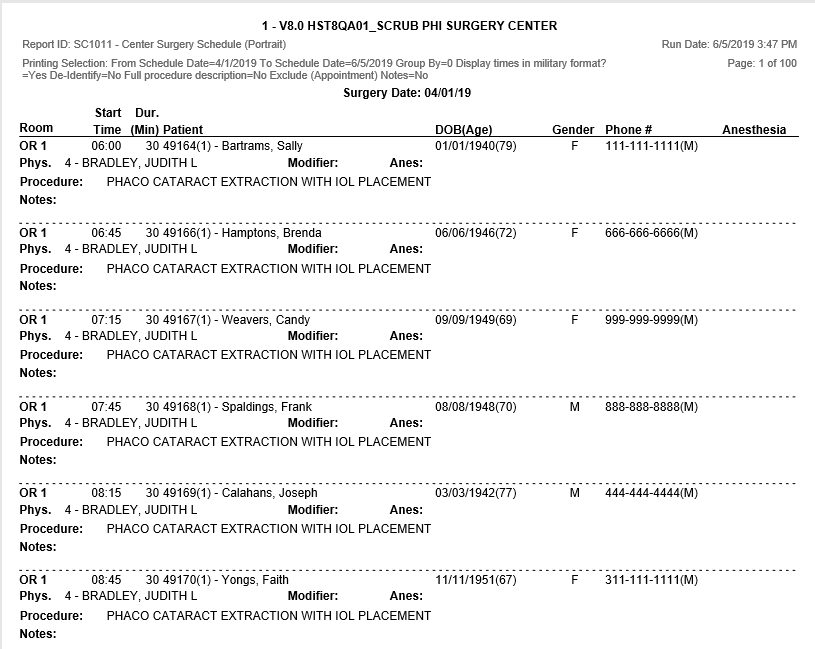 1 - V8.0 HST8QA01_SCRUB PHI SURGERY CENTER
Report ID: SC1011 - Center Surgery Schedule (Portrait) Run Date: 6/5/2019 3:47 PM
Printing Selection: From Schedule Date=4/1/2019 To Schedule Date=6/5/2019 Group By=0 Display times in military format? Page: 1 of 100
=Yes De-Identify=No Full procedure description=No Exclude (Appointment) Notes=No
Surgery Date: 04/01/19
Start Dur.
Room Time (Min) Patient DOB(Age) Gender Phone # Anesthesia
OR 1 06:00 30 49164(1) - Bartrams, Sally 01/01/1940(79) F 111-111-1111(M)
Phys. 4 - BRADLEY, JUDITH L Modifier: Anes:
Procedure: PHACO CATARACT EXTRACTION WITH IOL PLACEMENT
Notes:
OR 1 06:45 30 49166(1) - Hamptons, Brenda 06/06/1946(72) F 666-666-6666(M)
Phys. 4 - BRADLEY, JUDITH L Modifier: Anes:
Procedure: PHACO CATARACT EXTRACTION WITH IOL PLACEMENT
Notes:
OR 1 07:15 30 49167(1) - Weavers, Candy 09/09/1949(69) F 999-999-9999(M)
Phys. 4 - BRADLEY, JUDITH L Modifier: Anes:
Procedure: PHACO CATARACT EXTRACTION WITH IOL PLACEMENT
Notes:
OR 1 07:45 30 49168(1) - Spaldings, Frank 08/08/1948(70) M 888-888-8888(M)
Phys. 4 - BRADLEY, JUDITH L Modifier: Anes:
Procedure: PHACO CATARACT EXTRACTION WITH IOL PLACEMENT
Notes:
OR 1 08:15 30 49169(1) - Calahans, Joseph 03/03/1942(77) M 444-444-4444(M)
Phys. 4 - BRADLEY, JUDITH L Modifier: Anes:
Procedure: PHACO CATARACT EXTRACTION WITH IOL PLACEMENT
Notes:
OR 1 08:45 30 49170(1) - Yongs, Faith 11/11/1951(67) F 311-111-1111(M)
Phys. 4 - BRADLEY, JUDITH L Modifier: Anes:
Procedure: PHACO CATARACT EXTRACTION WITH IOL PLACEMENT
Notes: